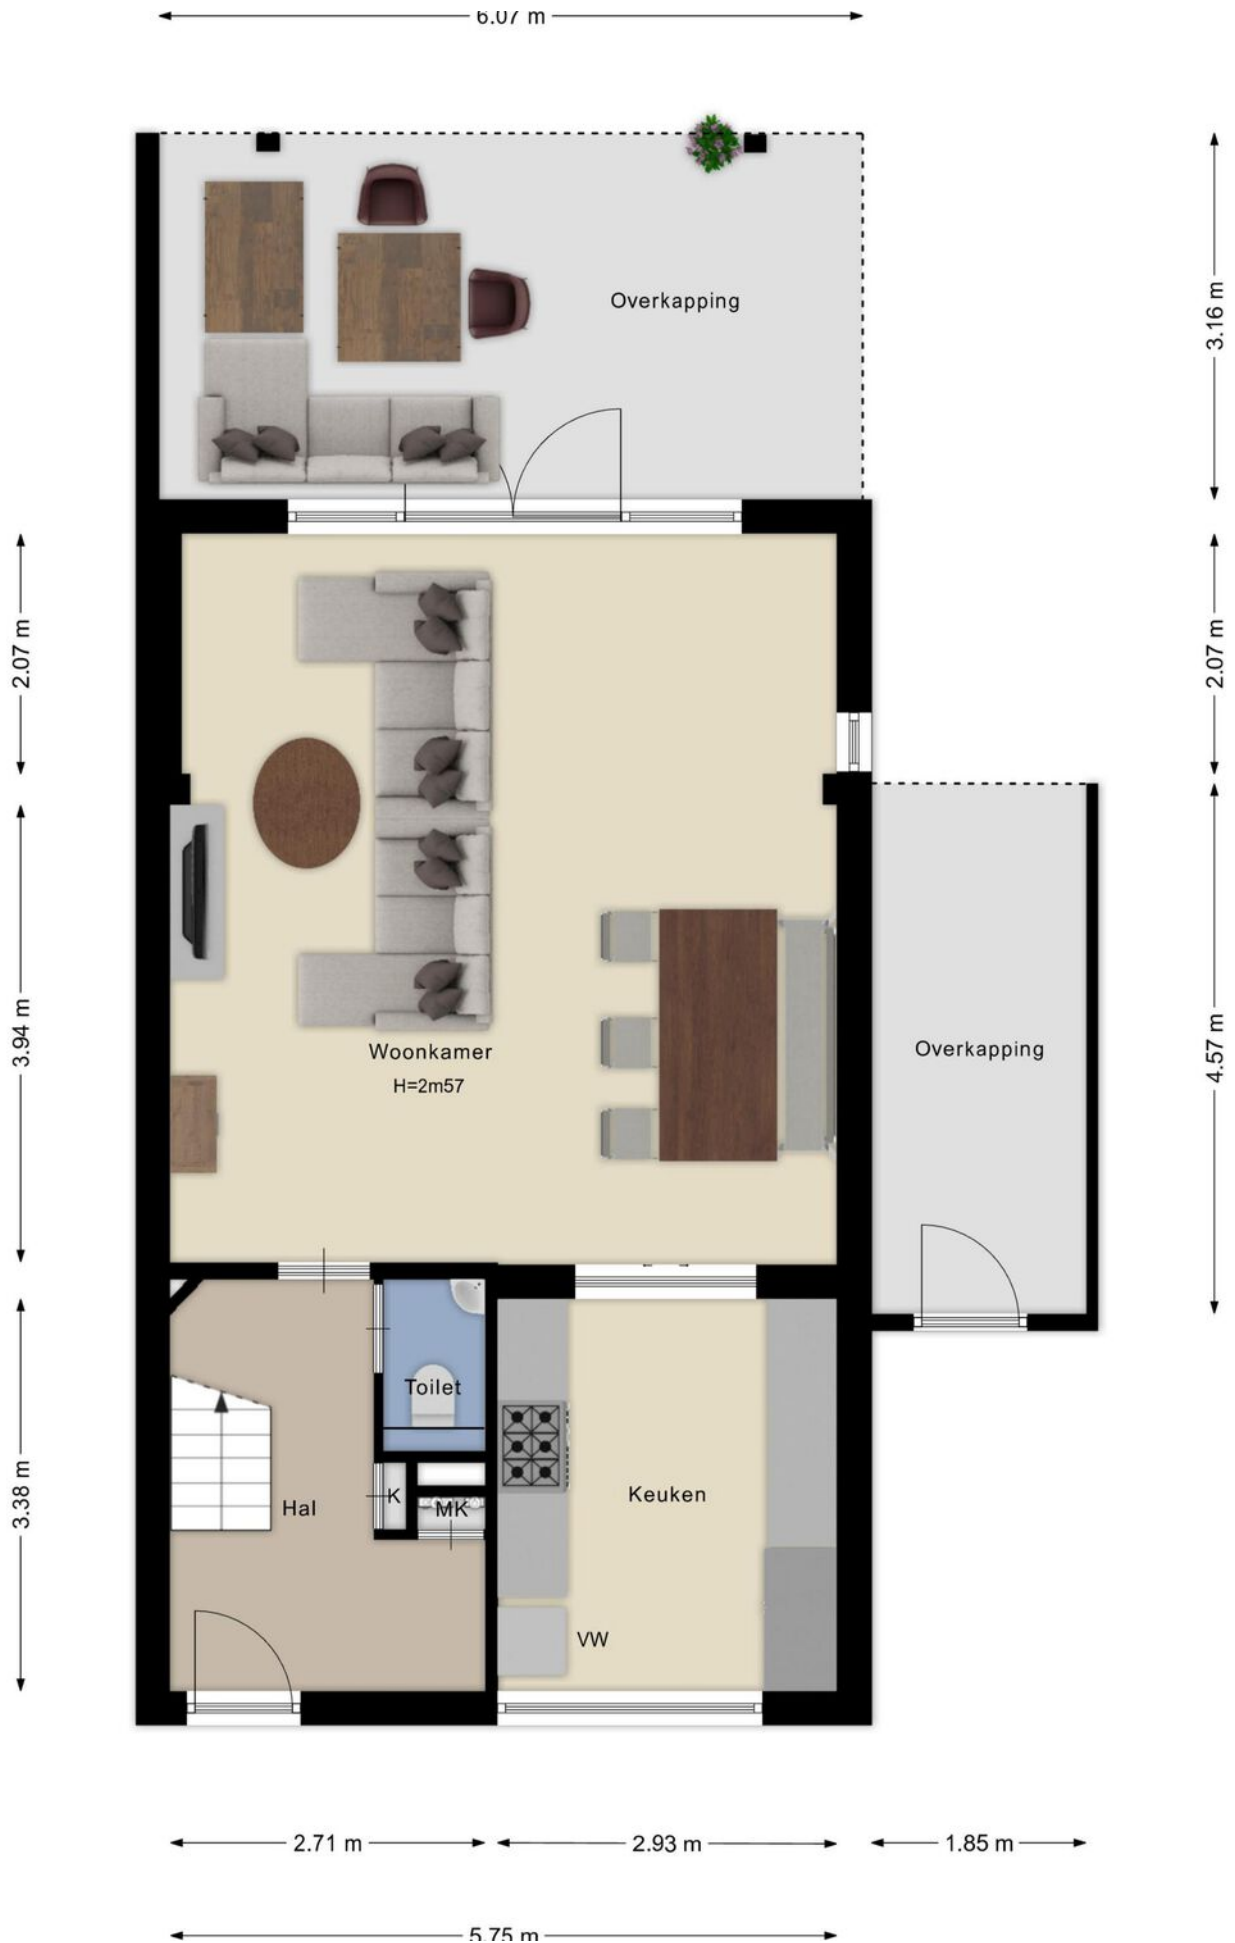 6.07 m
Overkapping
3.16 m
2.07 m
2.07 m
Woonkamer
H=2m57
3.94 m
Overkapping
4.57 m
Toilet
K
MK
Hal
Keuken
3.38 m
VW
2.71 m
2.93 m
1.85 m
5.75 m